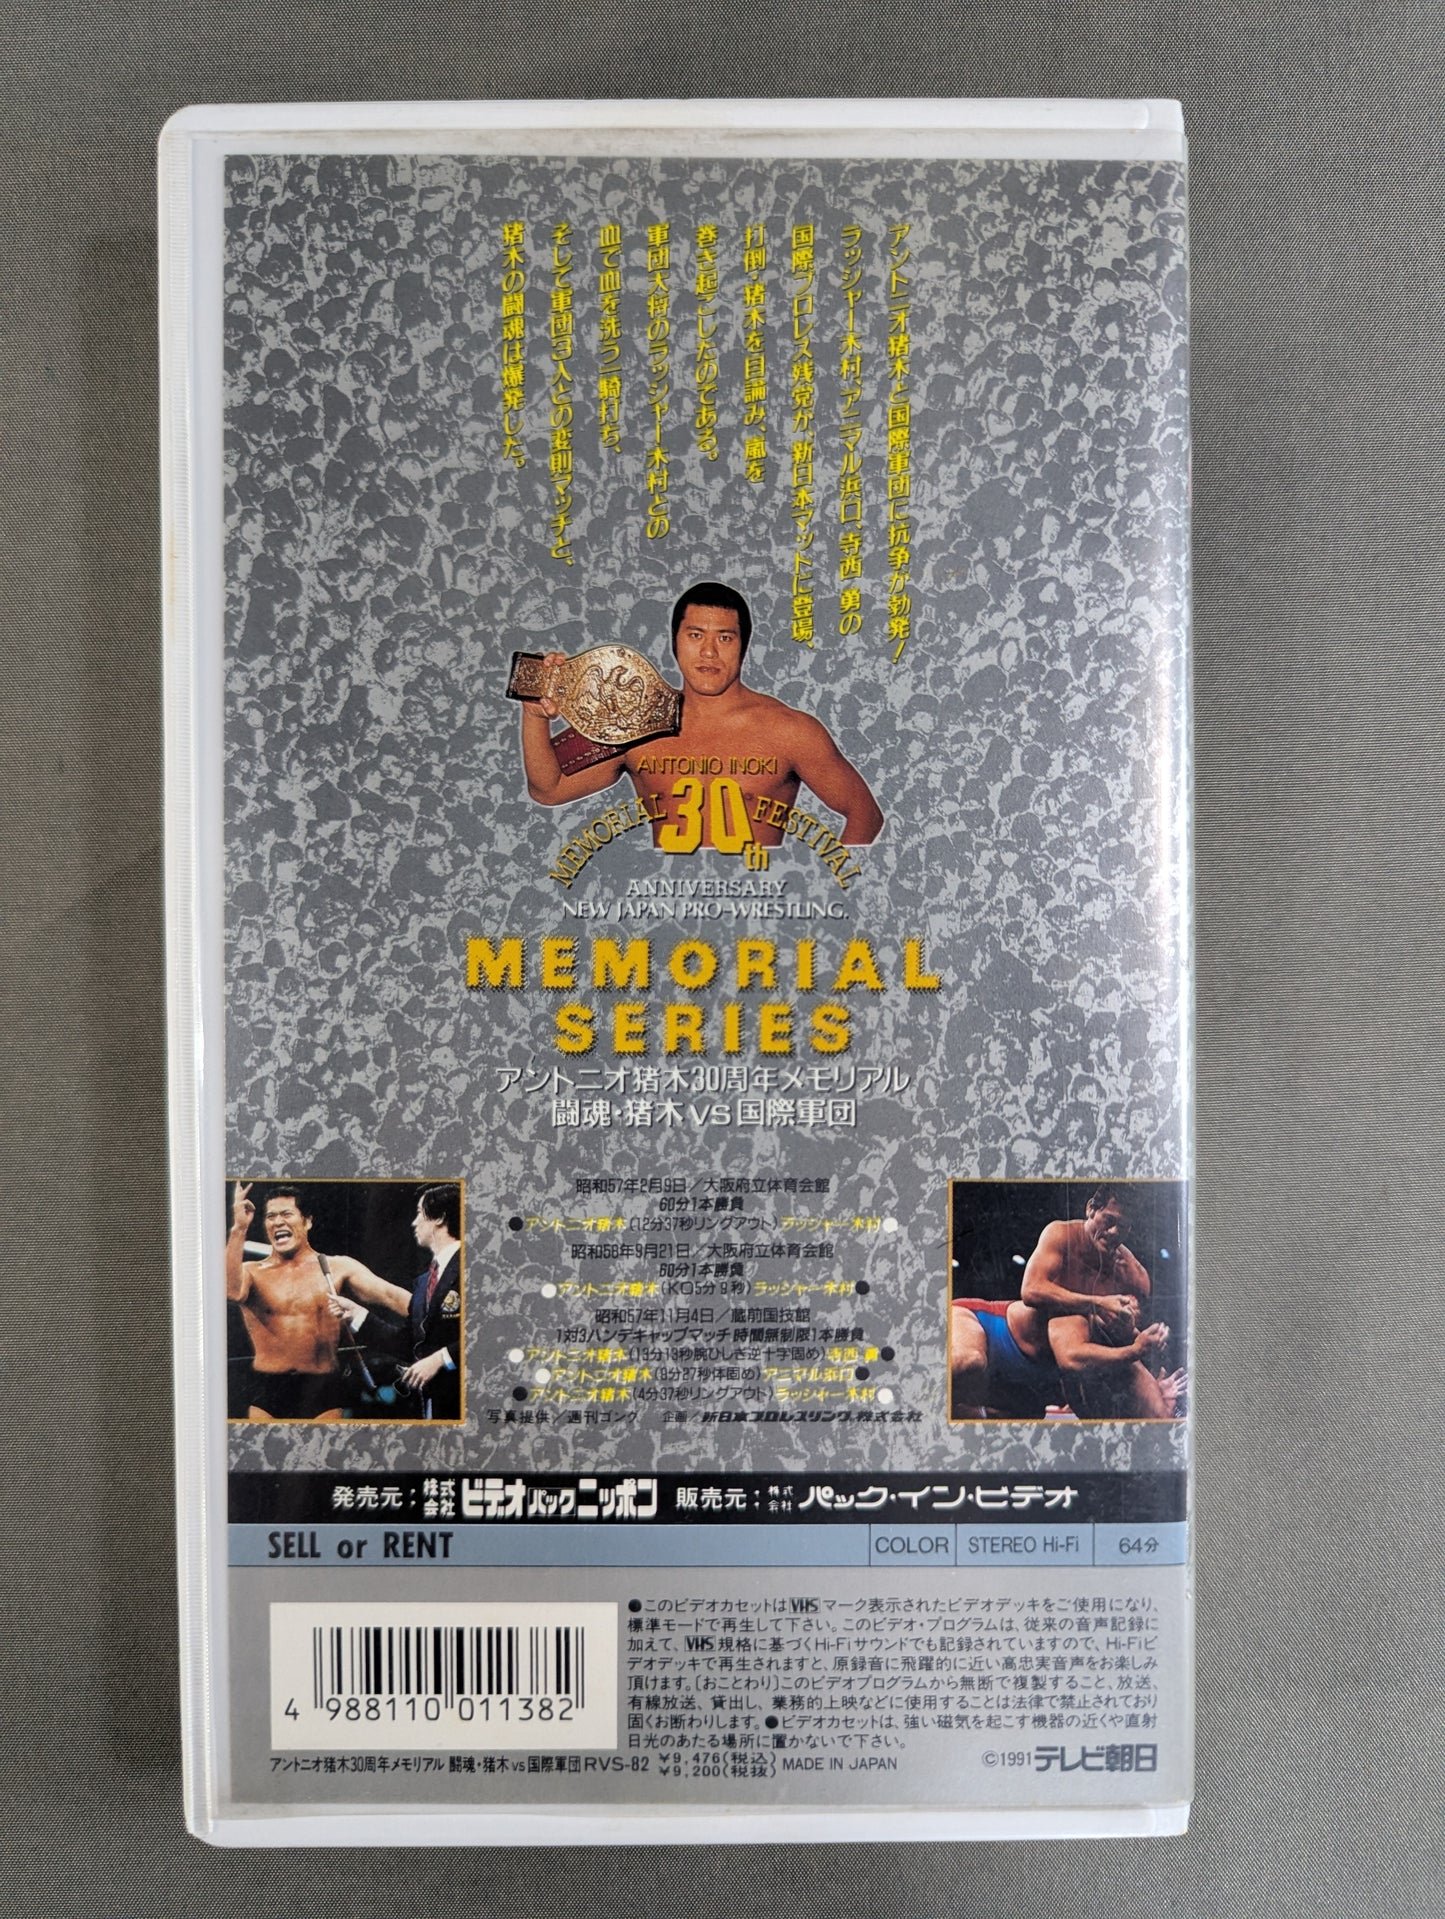 アントニオ猪木と国際軍団に抗争が勃発!
ラッシャー木村、アニマル浜口、寺西 勇の
国際プロレス残党が、新日本マットに登場、
打倒・猪木を目論み、嵐を
巻き起こしたのである。
軍団大将のラッシャー木村との
血で血を洗う一騎打ち、
そして軍団3人との変則マッチと、
猪木の闘魂は爆発した。
ANTONIO INOKI
MEMORIAL 30th FESTIVAL
ANNIVERSARY
NEW JAPAN PRO-WRESTLING.
MEMORIAL
SERIES
アントニオ猪木30周年メモリアル
闘魂・猪木 vs 国際軍団
昭和57年2月9日/大阪府立体育会館
60分1本勝負
●アントニオ猪木(12分37秒リングアウト)ラッシャー木村○
昭和58年9月21日/大阪府立体育会館
60分1本勝負
○アントニオ猪木(KO5分9秒)ラッシャー木村●
昭和57年11月4日/蔵前国技館
1対3ハンデキャップマッチ 時間無制限1本勝負
○アントニオ猪木(13分13秒腕ひしぎ逆十字固め)寺西 勇●
○アントニオ猪木(8分27秒体固め)アニマル浜口●
●アントニオ猪木(4分37秒リングアウト)ラッシャー木村○
写真提供/週刊ゴング 企画/新日本プロレスリング株式会社
発売元:株式会社ビデオパックニッポン 販売元:株式会社パック・イン・ビデオ
SELL or RENT COLOR STEREO Hi-Fi 64分
●このビデオカセットはVHSマーク表示されたビデオデッキをご使用になり、
標準モードで再生して下さい。このビデオ・プログラムは、従来の音声記録に
加えて、VHS規格に基づくHi-Fiサウンドでも記録されていますので、Hi-Fiビ
デオデッキで再生されますと、原録音に飛躍的に近い高忠実音声をお楽しみ
頂けます。〔おことわり〕このビデオプログラムから無断で複製すること、放送、
有線放送、貸出し、業務的上映などに使用することは法律で禁止されており
固くお断わりします。●ビデオカセットは、強い磁気を起こす機器の近くや直射
日光のあたる場所に置かないで下さい。
4 988110 011382
アントニオ猪木30周年メモリアル 闘魂・猪木 vs 国際軍団 RVS-82 ¥9,476(税込) MADE IN JAPAN
¥9,200(税抜)
©1991 テレビ朝日